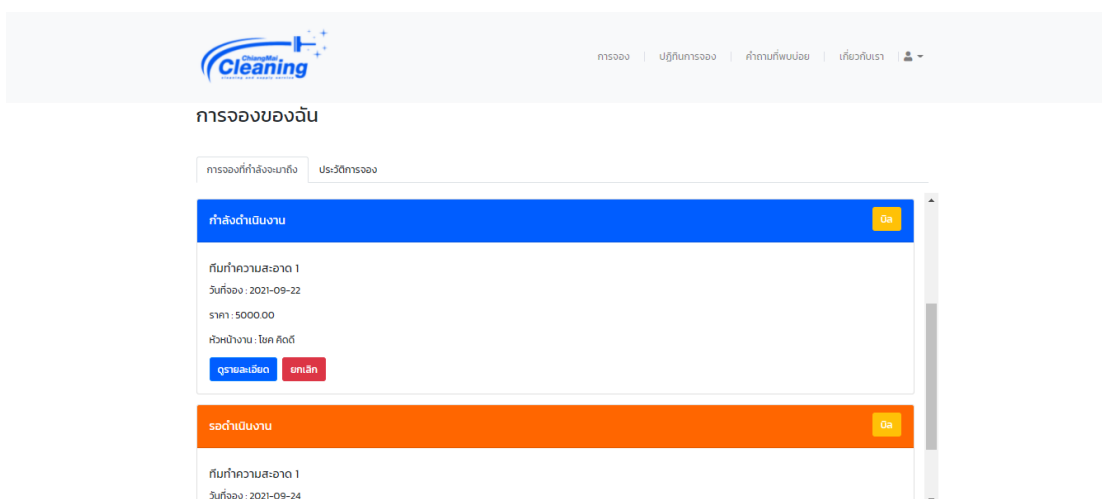 ChiangMai
Cleaning
cleaning and supply service
การจอง
ปฏิทินการจอง
คำถามที่พบบ่อย
เกี่ยวกับเรา
การจองของฉัน
การจองที่กำลังจะมาถึง
ประวัติการจอง
กำลังดำเนินงาน
บิล
ทีมทำความสะอาด 1
วันที่จอง : 2021-09-22
ราคา : 5000.00
หัวหน้างาน : โชค คิดดี
ดูรายละเอียด
ยกเลิก
รอดำเนินงาน
บิล
ทีมทำความสะอาด 1
วันที่จอง : 2021-09-24